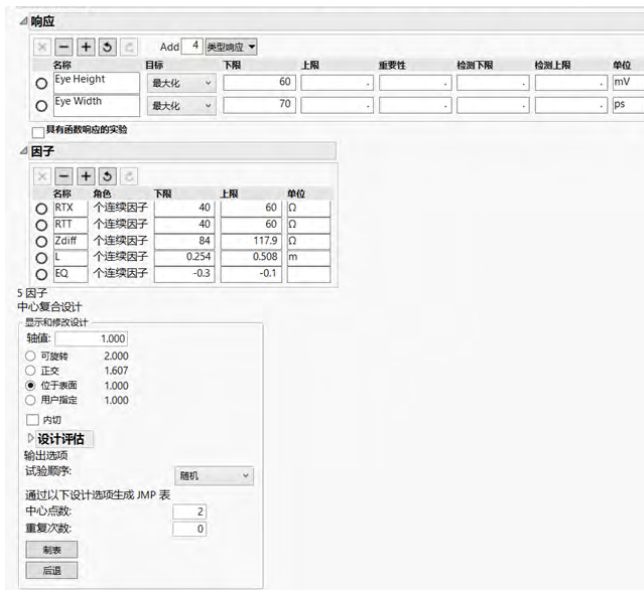 响应
Add 4 类型响应
名称 目标 下限 上限 重要性 检测下限 检测上限 单位
Eye Height 最大化 60 . . . . mV
Eye Width 最大化 70 . . . . ps
具有函数响应的实验
因子
名称 角色 下限 上限 单位
RTX 个连续因子 40 60 Ω
RTT 个连续因子 40 60 Ω
Zdiff 个连续因子 84 117.9 Ω
L 个连续因子 0.254 0.508 m
EQ 个连续因子 -0.3 -0.1
5 因子
中心复合设计
显示和修改设计
轴值: 1.000
可旋转 2.000
正交 1.607
位于表面 1.000
用户指定 1.000
内切
设计评估
输出选项
试验顺序: 随机
通过以下设计选项生成 JMP 表
中心点数: 2
重复次数: 0
制表
后退